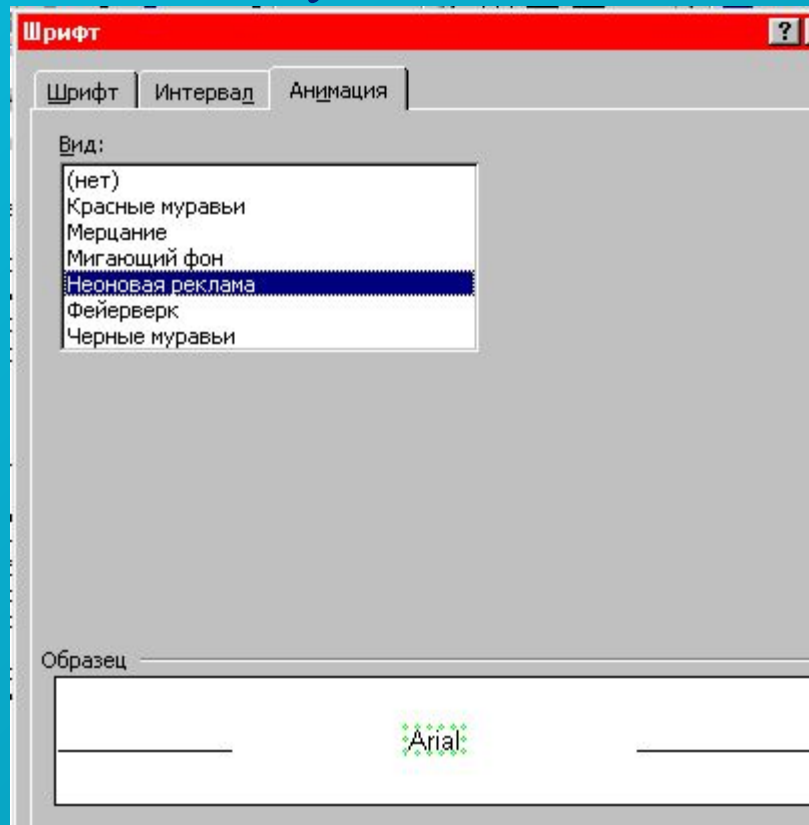 Шрифт
?
Шрифт Интервал Анимация
Вид:
(нет)
Красные муравьи
Мерцание
Мигающий фон
Неоновая реклама
Фейерверк
Черные муравьи
Образец
Arial